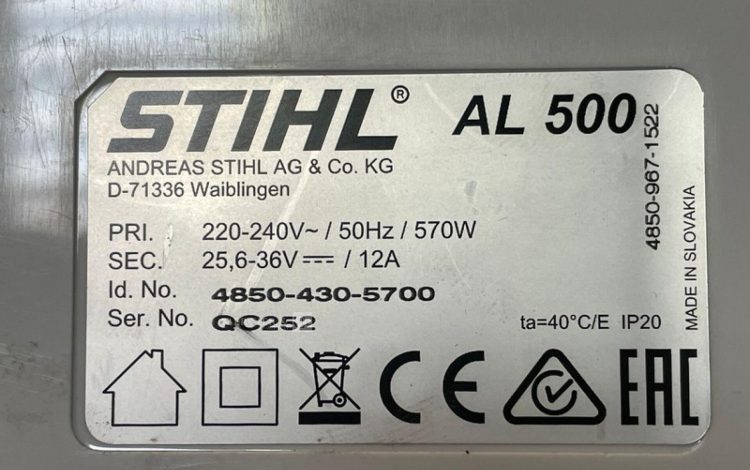 STIHL® AL 500
ANDREAS STIHL AG & Co. KG
D-71336 Waiblingen
PRI. 220-240V~ / 50Hz / 570W
SEC. 25,6-36V⎓ / 12A
Id. No. 4850-430-5700
Ser. No. QC252
ta=40°C/E IP20
4850-967-1522
MADE IN SLOVAKIA
CE
EAC